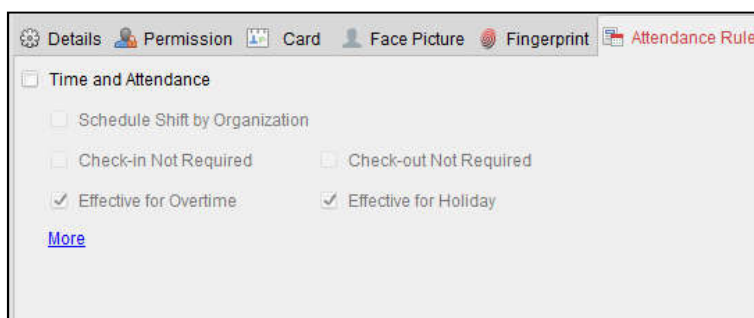 Details Permission Card Face Picture Fingerprint Attendance Rule
Time and Attendance
Schedule Shift by Organization
Check-in Not Required Check-out Not Required
Effective for Overtime Effective for Holiday
More